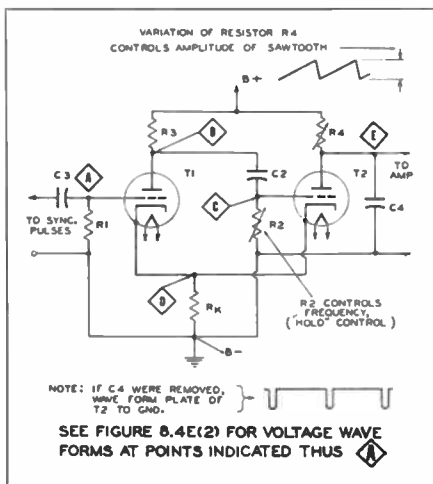 VARIATION OF RESISTOR R4
CONTROLS AMPLITUDE OF SAWTOOTH
B+
R3
B
R4
E
C3
A
T1
C2
T2
TO
AMP
C
TO SYNC.
PULSES
R1
R2
C4
D
RK
R2 CONTROLS
FREQUENCY,
("HOLD" CONTROL)
B-
NOTE: IF C4 WERE REMOVED,
WAVE FORM PLATE OF
T2 TO GND.
SEE FIGURE 8.4E(2) FOR VOLTAGE WAVE
FORMS AT POINTS INDICATED THUS A